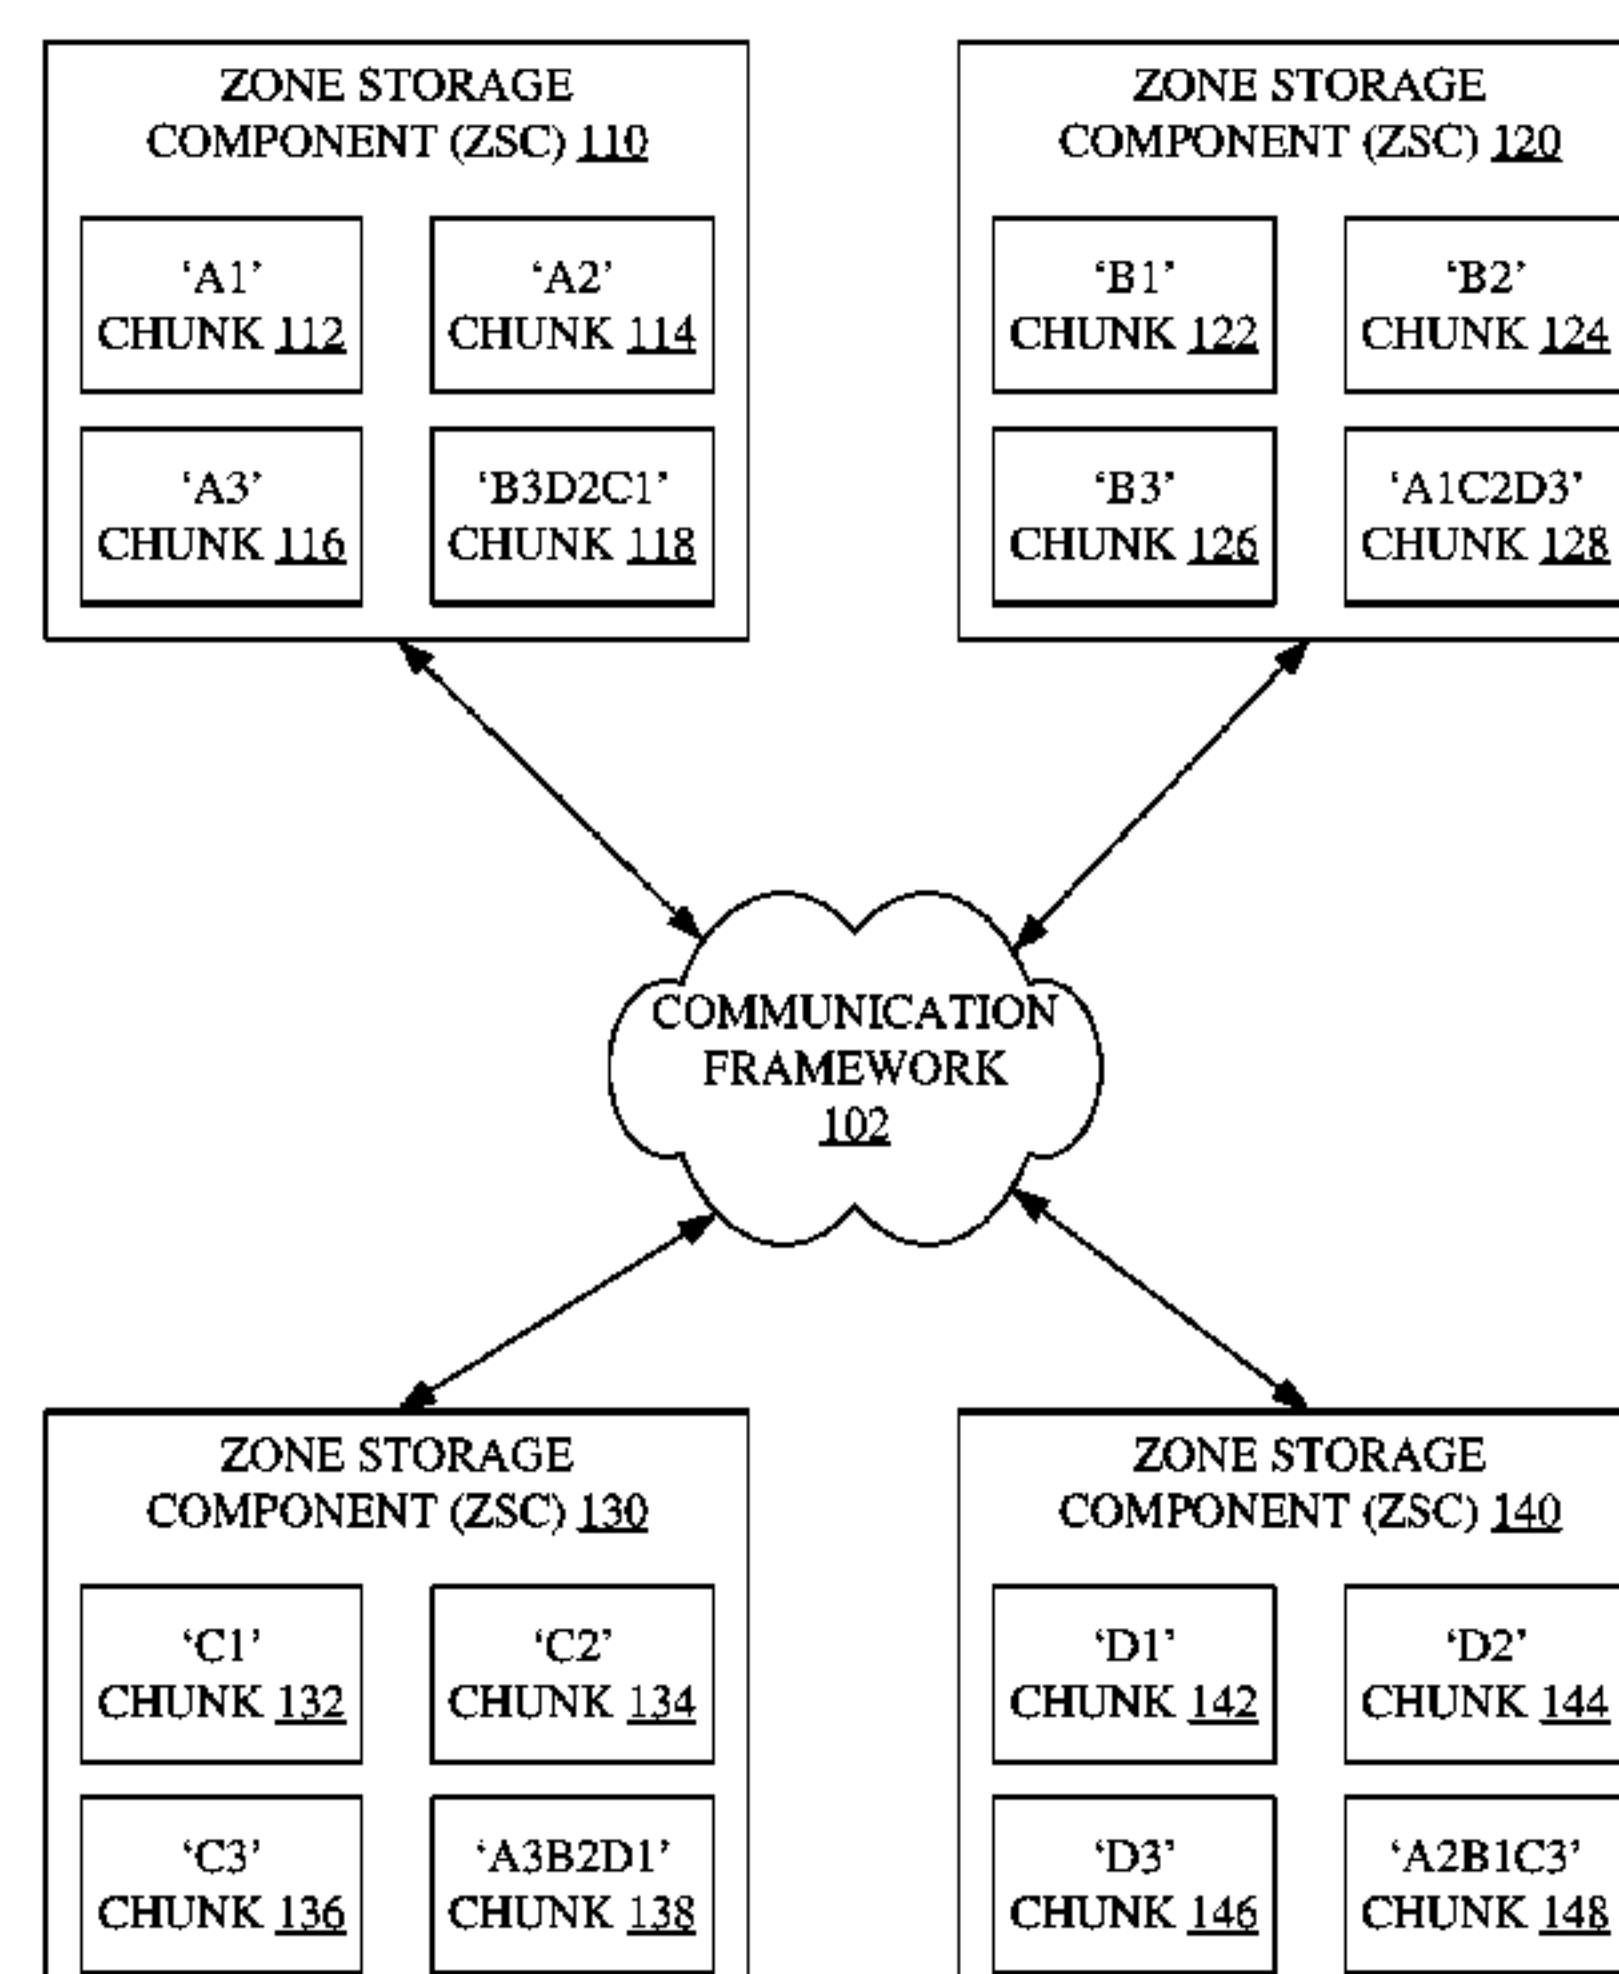 ZONE STORAGE
COMPONENT (ZSC) 110
‘A1’
CHUNK 112
‘A2’
CHUNK 114
‘A3’
CHUNK 116
‘B3D2C1’
CHUNK 118
ZONE STORAGE
COMPONENT (ZSC) 120
‘B1’
CHUNK 122
‘B2’
CHUNK 124
‘B3’
CHUNK 126
‘A1C2D3’
CHUNK 128
COMMUNICATION
FRAMEWORK
102
ZONE STORAGE
COMPONENT (ZSC) 130
‘C1’
CHUNK 132
‘C2’
CHUNK 134
‘C3’
CHUNK 136
‘A3B2D1’
CHUNK 138
ZONE STORAGE
COMPONENT (ZSC) 140
‘D1’
CHUNK 142
‘D2’
CHUNK 144
‘D3’
CHUNK 146
‘A2B1C3’
CHUNK 148